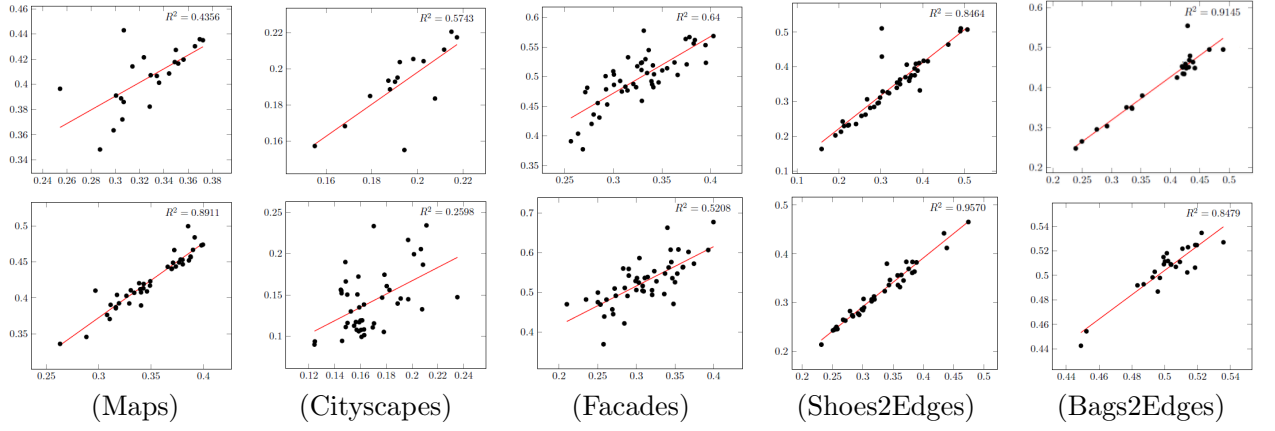 R² = 0.4356
0.46
0.44
0.42
0.4
0.38
0.36
0.34
0.24 0.26 0.28 0.3 0.32 0.34 0.36 0.38
R² = 0.5743
0.22
0.2
0.18
0.16
0.16 0.18 0.2 0.22
R² = 0.64
0.6
0.55
0.5
0.45
0.4
0.35
0.25 0.3 0.35 0.4
R² = 0.8464
0.5
0.4
0.3
0.2
0.1
0.1 0.2 0.3 0.4 0.5
R² = 0.9145
0.6
0.5
0.4
0.3
0.2
0.2 0.25 0.3 0.35 0.4 0.45 0.5
R² = 0.8911
0.5
0.45
0.4
0.35
0.25 0.3 0.35 0.4
R² = 0.2598
0.25
0.2
0.15
0.1
0.12 0.14 0.16 0.18 0.2 0.22 0.24
R² = 0.5208
0.7
0.6
0.5
0.4
0.2 0.25 0.3 0.35 0.4
R² = 0.9570
0.5
0.4
0.3
0.2
0.2 0.25 0.3 0.35 0.4 0.45 0.5
R² = 0.8479
0.54
0.52
0.5
0.48
0.46
0.44
0.44 0.46 0.48 0.5 0.52 0.54
(Maps) (Cityscapes) (Facades) (Shoes2Edges) (Bags2Edges)